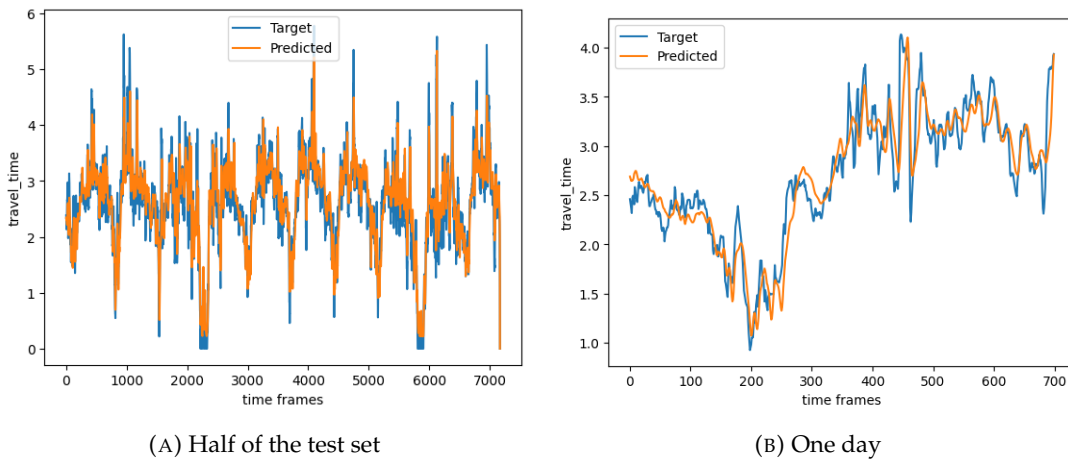 6
5
4
3
2
1
0
travel_time
Target
Predicted
0 1000 2000 3000 4000 5000 6000 7000
time frames
(A) Half of the test set
4.0
3.5
3.0
2.5
2.0
1.5
1.0
travel_time
Target
Predicted
0 100 200 300 400 500 600 700
time frames
(B) One day